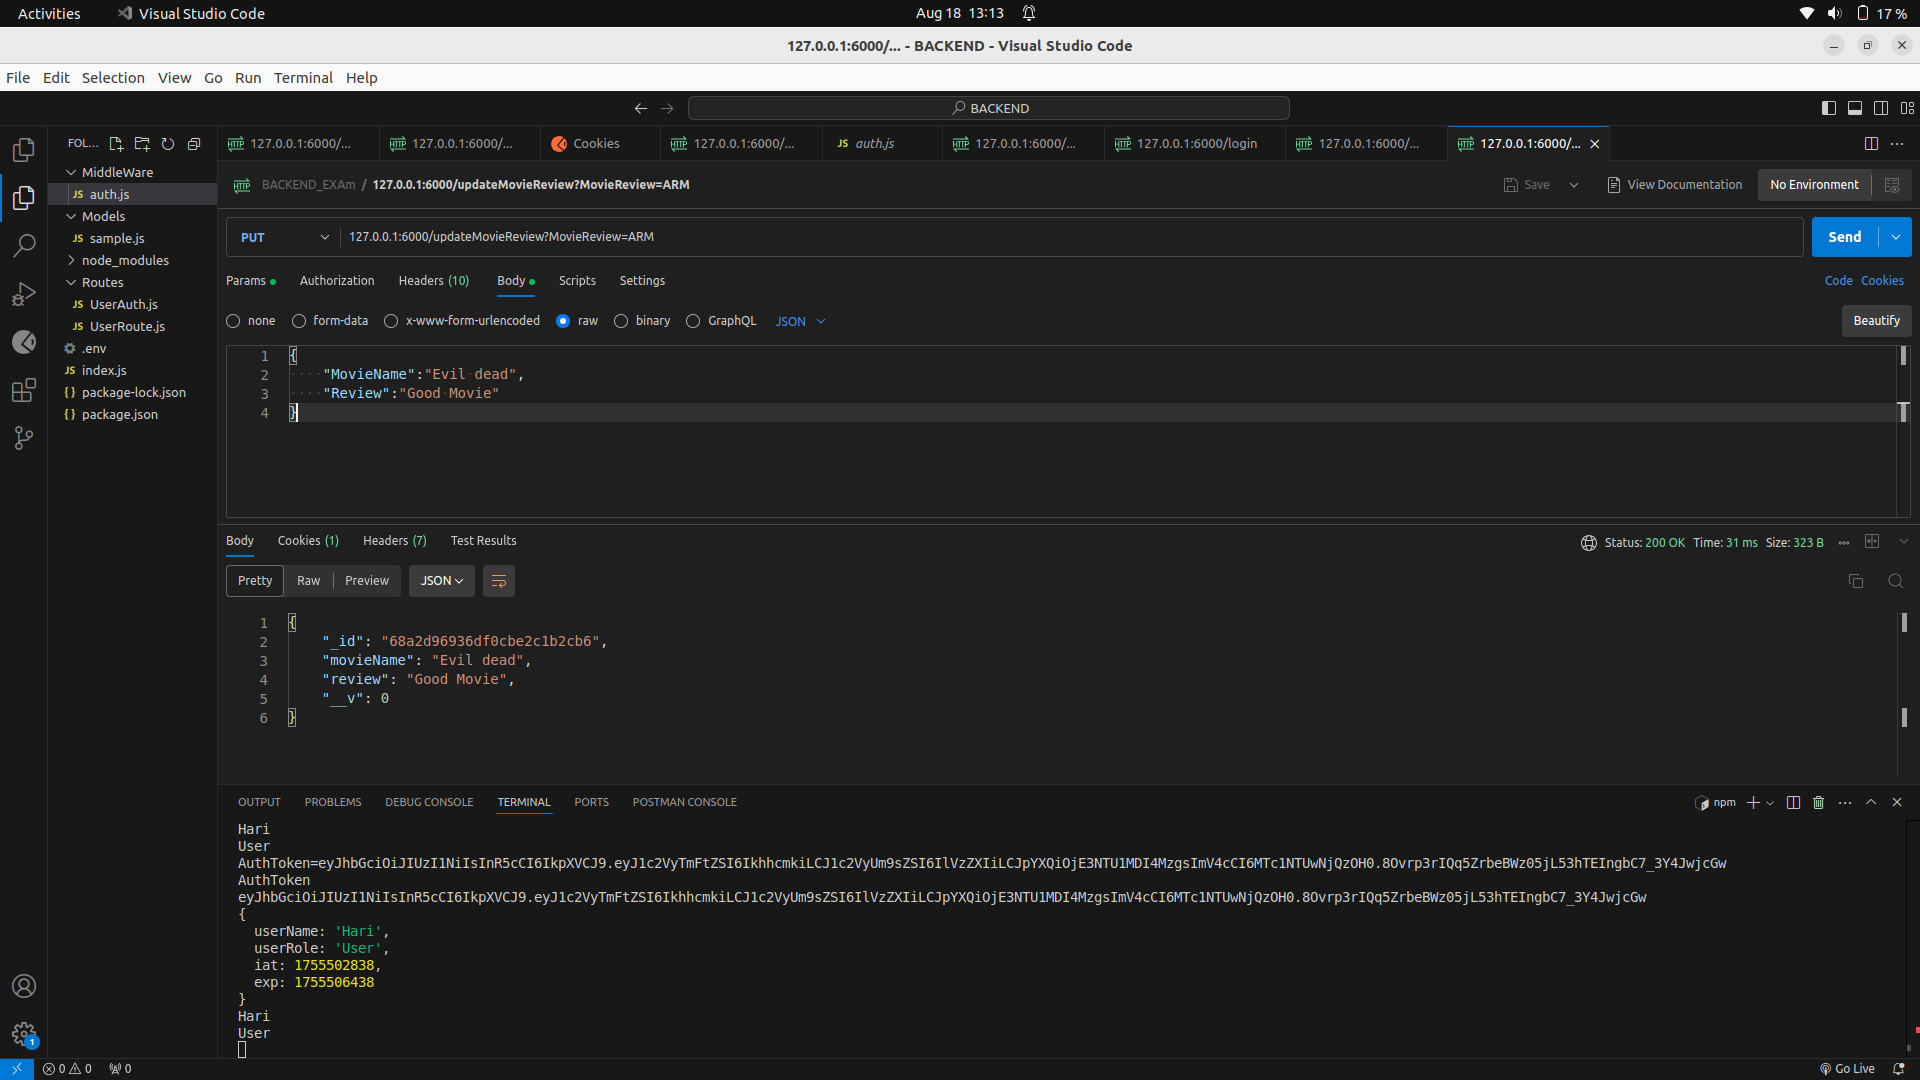 Activities Visual Studio Code Aug 18 13:13 17 %
127.0.0.1:6000/... - BACKEND - Visual Studio Code
File Edit Selection View Go Run Terminal Help
BACKEND
FOL... 127.0.0.1:6000/... 127.0.0.1:6000/... Cookies 127.0.0.1:6000/... JS auth.js 127.0.0.1:6000/... 127.0.0.1:6000/login 127.0.0.1:6000/... 127.0.0.1:6000/...
MiddleWare
JS auth.js
Models
JS sample.js
node_modules
Routes
JS UserAuth.js
JS UserRoute.js
.env
JS index.js
{} package-lock.json
{} package.json
HTTP BACKEND_EXAm / 127.0.0.1:6000/updateMovieReview?MovieReview=ARM Save View Documentation No Environment
PUT 127.0.0.1:6000/updateMovieReview?MovieReview=ARM Send
Params Authorization Headers (10) Body Scripts Settings Code Cookies
none form-data x-www-form-urlencoded raw binary GraphQL JSON Beautify
1 {
2 "MovieName":"Evil dead",
3 "Review":"Good Movie"
4 }
Body Cookies (1) Headers (7) Test Results Status: 200 OK Time: 31 ms Size: 323 B
Pretty Raw Preview JSON
1 {
2 "_id": "68a2d96936df0cbe2c1b2cb6",
3 "movieName": "Evil dead",
4 "review": "Good Movie",
5 "__v": 0
6 }
OUTPUT PROBLEMS DEBUG CONSOLE TERMINAL PORTS POSTMAN CONSOLE npm
Hari
User
AuthToken=eyJhbGciOiJIUzI1NiIsInR5cCI6IkpXVCJ9.eyJ1c2VyTmFtZSI6IkhhcmkiLCJ1c2VyUm9sZSI6IlVzZXIiLCJpYXQiOjE3NTU1MDI4MzgsImV4cCI6MTc1NTUwNjQzOH0.8Ovrp3rIQq5ZrbeBWz05jL53hTEIngbC7_3Y4JwjcGw
AuthToken
eyJhbGciOiJIUzI1NiIsInR5cCI6IkpXVCJ9.eyJ1c2VyTmFtZSI6IkhhcmkiLCJ1c2VyUm9sZSI6IlVzZXIiLCJpYXQiOjE3NTU1MDI4MzgsImV4cCI6MTc1NTUwNjQzOH0.8Ovrp3rIQq5ZrbeBWz05jL53hTEIngbC7_3Y4JwjcGw
{
userName: 'Hari',
userRole: 'User',
iat: 1755502838,
exp: 1755506438
}
Hari
User
1
0 0 0 Go Live